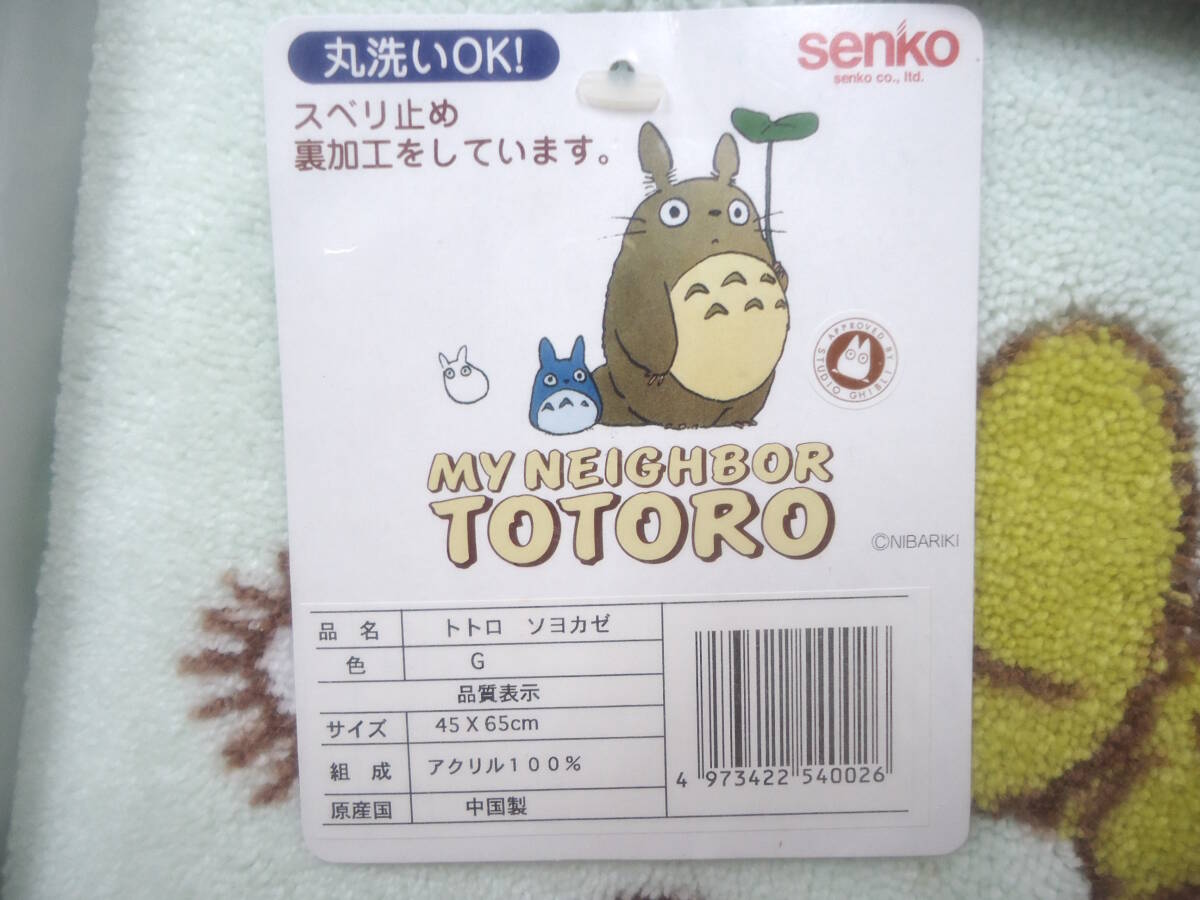 丸洗いOK!
senko
senko co., ltd.
スベリ止め
裏加工をしています。
APPROVED BY
STUDIO GHIBLI
MY NEIGHBOR
TOTORO
©NIBARIKI
品 名 トトロ ソヨカゼ
色 G
品質表示
サイズ 45 X 65cm
組 成 アクリル100%
原産国 中国製
4 973422 540026